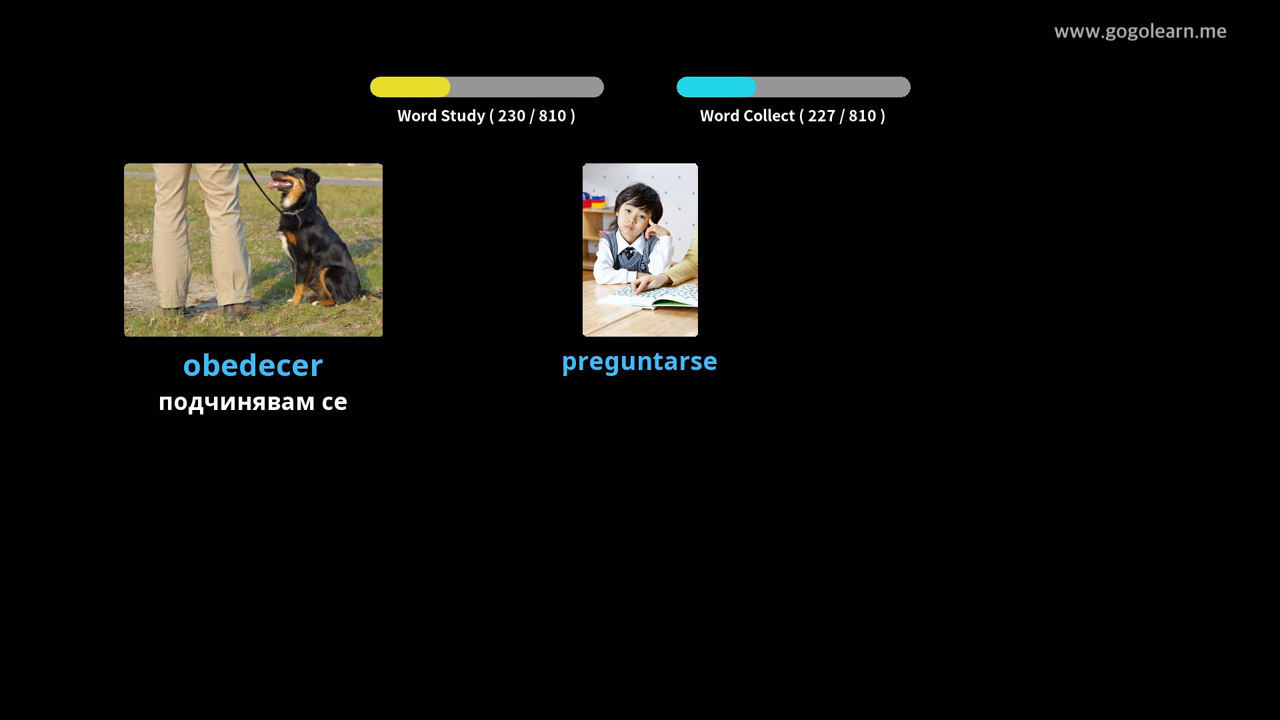 www.gogolearn.me
Word Study ( 230 / 810 )
Word Collect ( 227 / 810 )
obedecer
подчинявам се
preguntarse